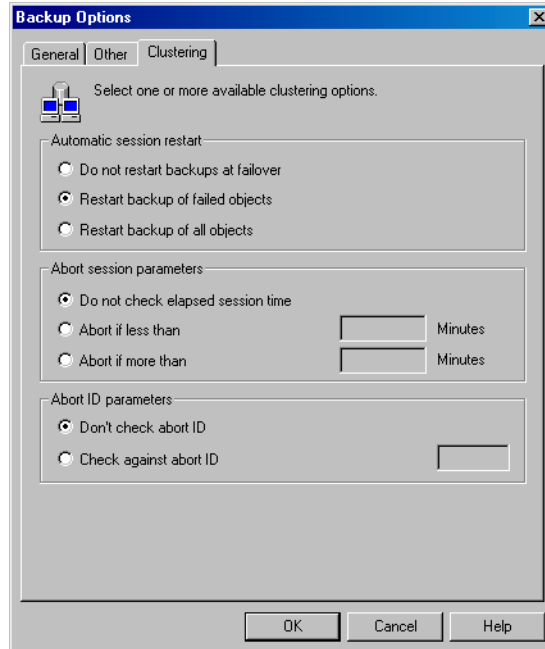 Backup Options
General Other Clustering
Select one or more available clustering options.
Automatic session restart
Do not restart backups at failover
Restart backup of failed objects
Restart backup of all objects
Abort session parameters
Do not check elapsed session time
Abort if less than Minutes
Abort if more than Minutes
Abort ID parameters
Don't check abort ID
Check against abort ID
OK Cancel Help